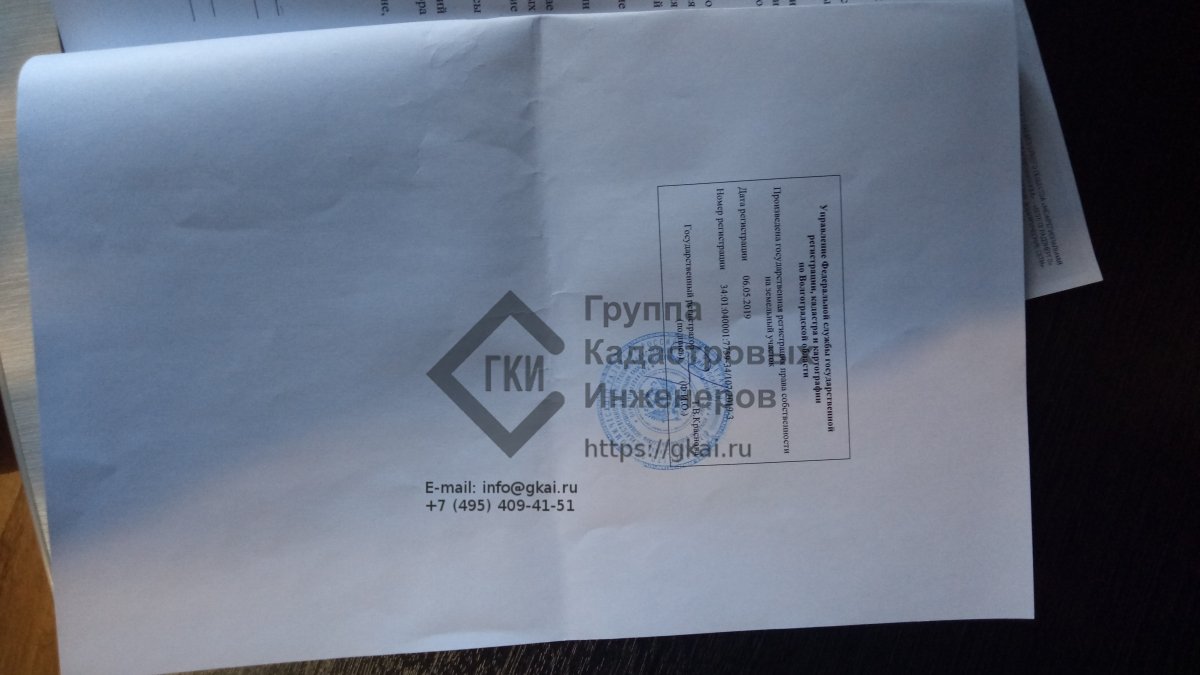 Управление Федеральной службы государственной
регистрации, кадастра и картографии
по Волгоградской области
Произведена государственная регистрация права собственности
на земельный участок
Дата регистрации 06.05.2019
Номер регистрации
Государственный регистратор
(подпись) (Ф.И.О.)
ГКИ
Группа
Кадастровых
Инженеров
https://gkai.ru
E-mail: info@gkai.ru
+7 (495) 409-41-51